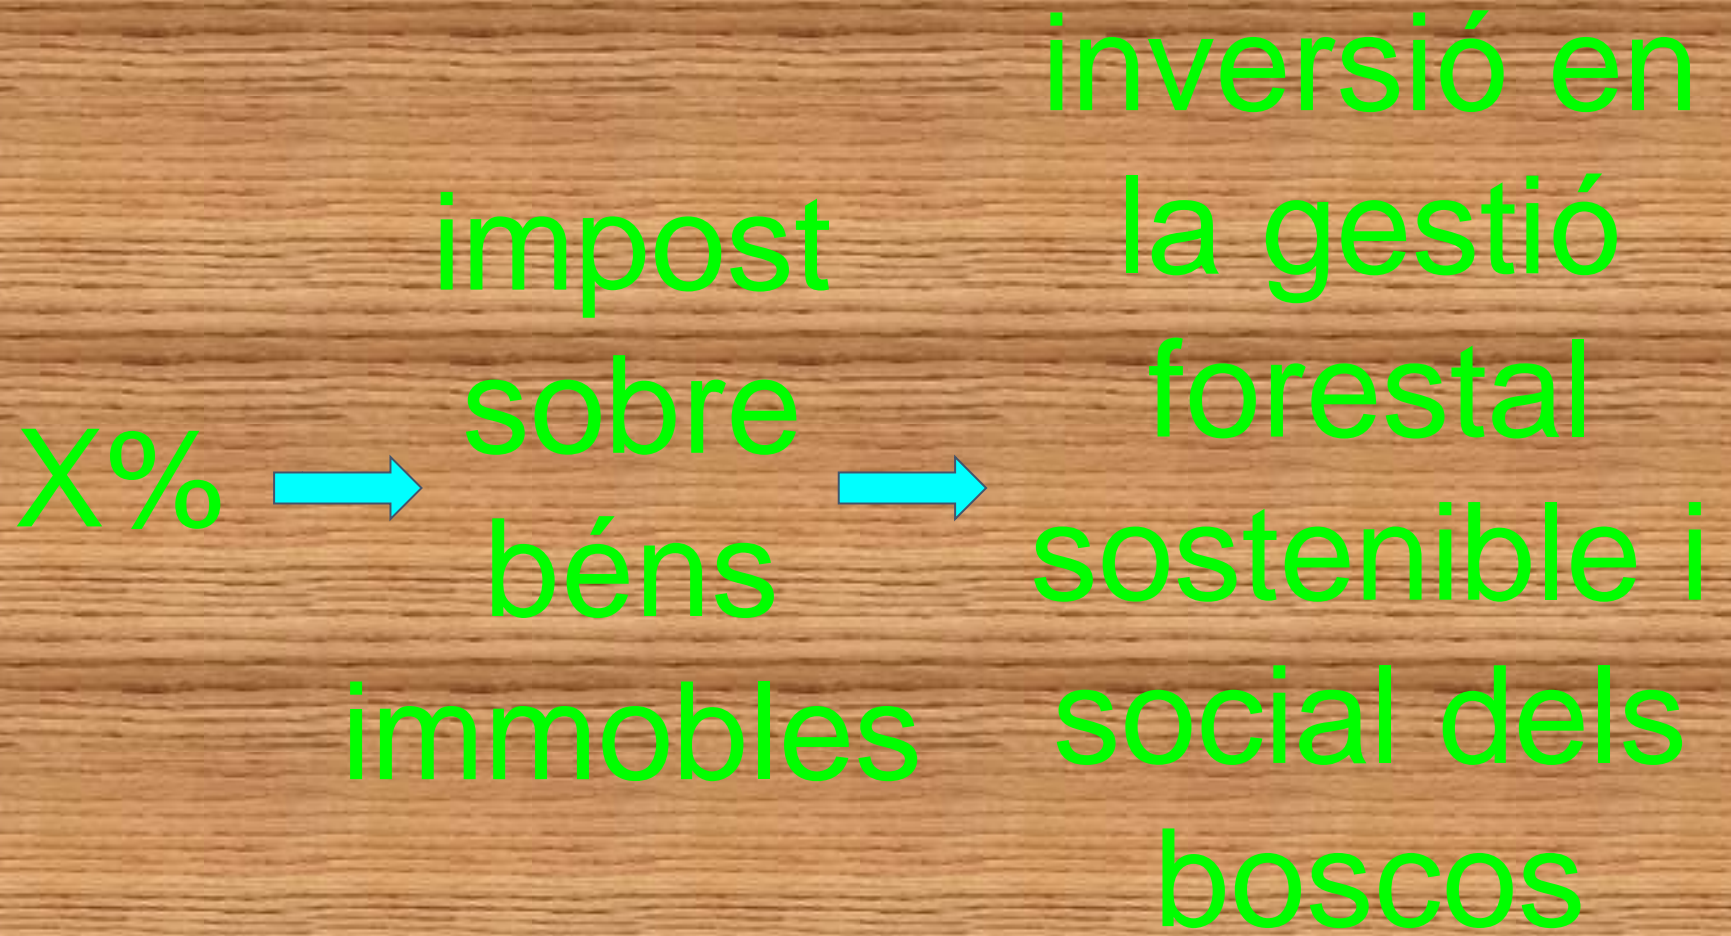 X%
impost
sobre
béns
immobles
inversió en
la gestió
forestal
sostenible i
social dels
boscos